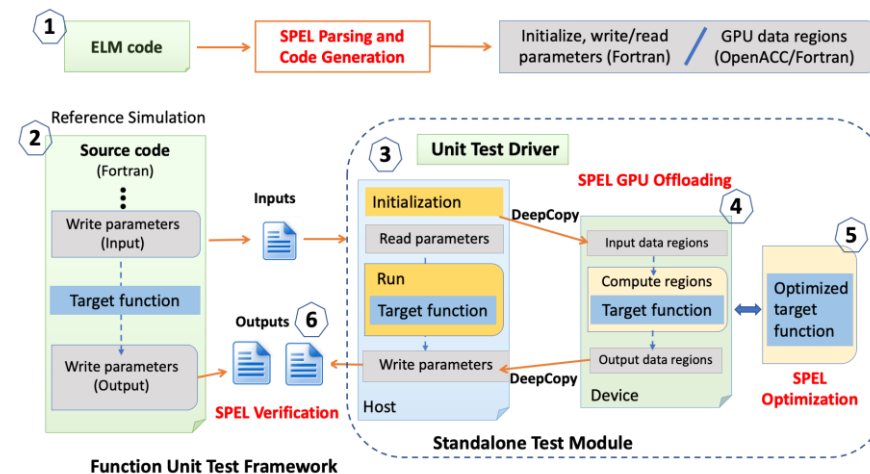 1
ELM code
SPEL Parsing and
Code Generation
Initialize, write/read
parameters (Fortran)
GPU data regions
(OpenACC/Fortran)
Reference Simulation
2
Source code
(Fortran)
Write parameters
(Input)
Target function
Write parameters
(Output)
Inputs
Outputs
6
SPEL Verification
Function Unit Test Framework
3
Unit Test Driver
Initialization
Read parameters
Run
Target function
Write parameters
Host
DeepCopy
DeepCopy
SPEL GPU Offloading
4
Input data regions
Compute regions
Target function
Output data regions
Device
5
Optimized
target
function
SPEL
Optimization
Standalone Test Module